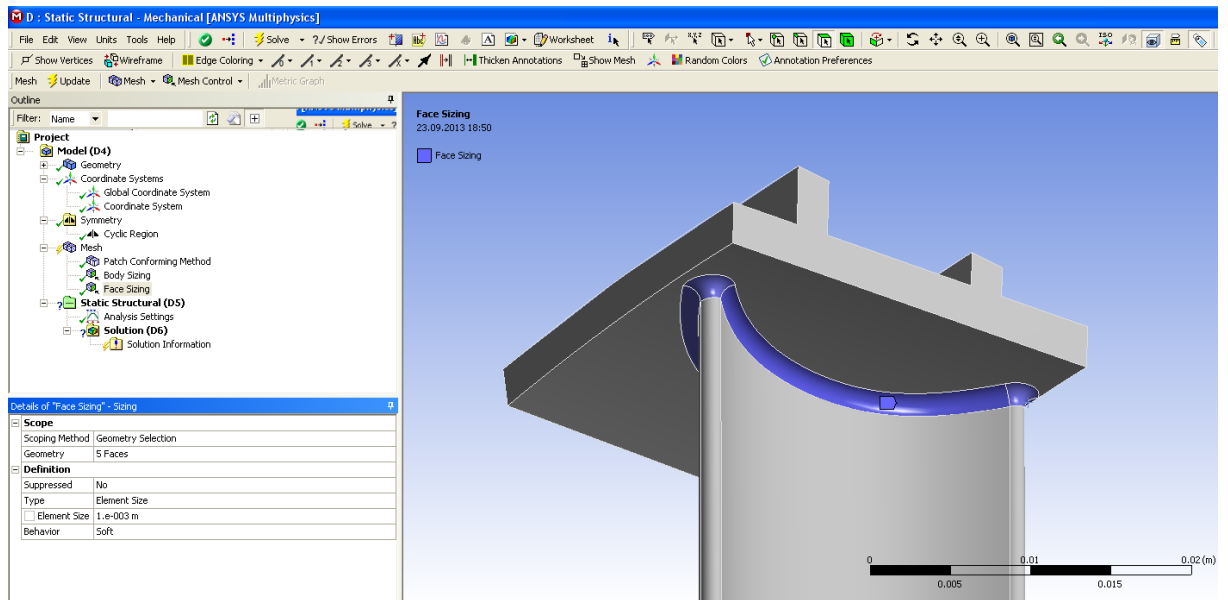 D : Static Structural - Mechanical [ANSYS Multiphysics]
File Edit View Units Tools Help Solve ?/ Show Errors Worksheet
Show Vertices Wireframe Edge Coloring Thicken Annotations Show Mesh Random Colors Annotation Preferences
Mesh Update Mesh Mesh Control Metric Graph
Outline
Filter: Name
Solve
Project
Model (D4)
Geometry
Coordinate Systems
Global Coordinate System
Coordinate System
Symmetry
Cyclic Region
Mesh
Patch Conforming Method
Body Sizing
Face Sizing
Static Structural (D5)
Analysis Settings
Solution (D6)
Solution Information
Details of "Face Sizing" - Sizing
Scope
Scoping Method Geometry Selection
Geometry 5 Faces
Definition
Suppressed No
Type Element Size
Element Size 1.e-003 m
Behavior Soft
Face Sizing
23.09.2013 18:50
Face Sizing
0 0.01 0.02 (m)
0.005 0.015